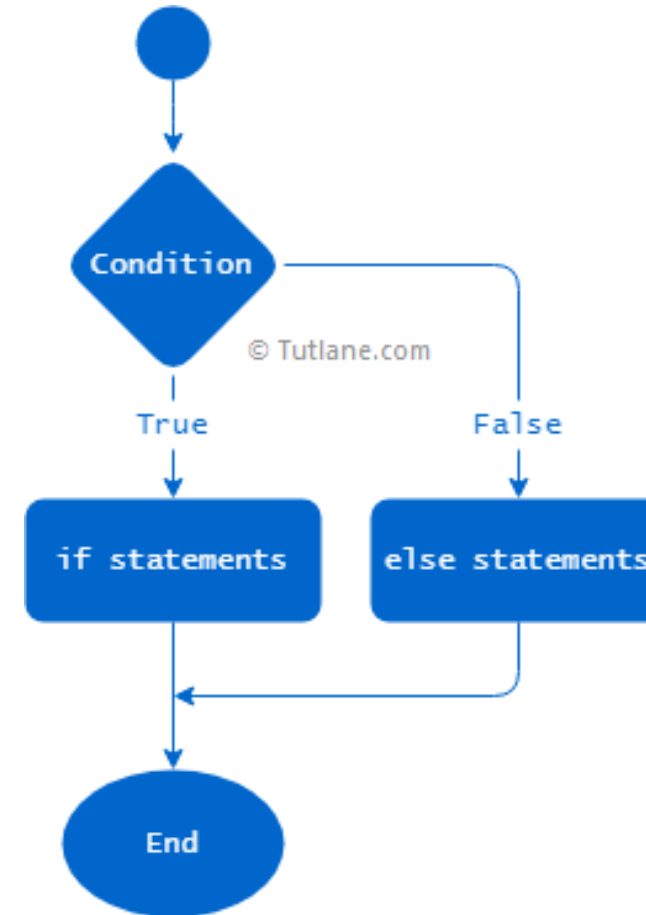 Condition
© Tutlane.com
True
False
if statements
else statements
End